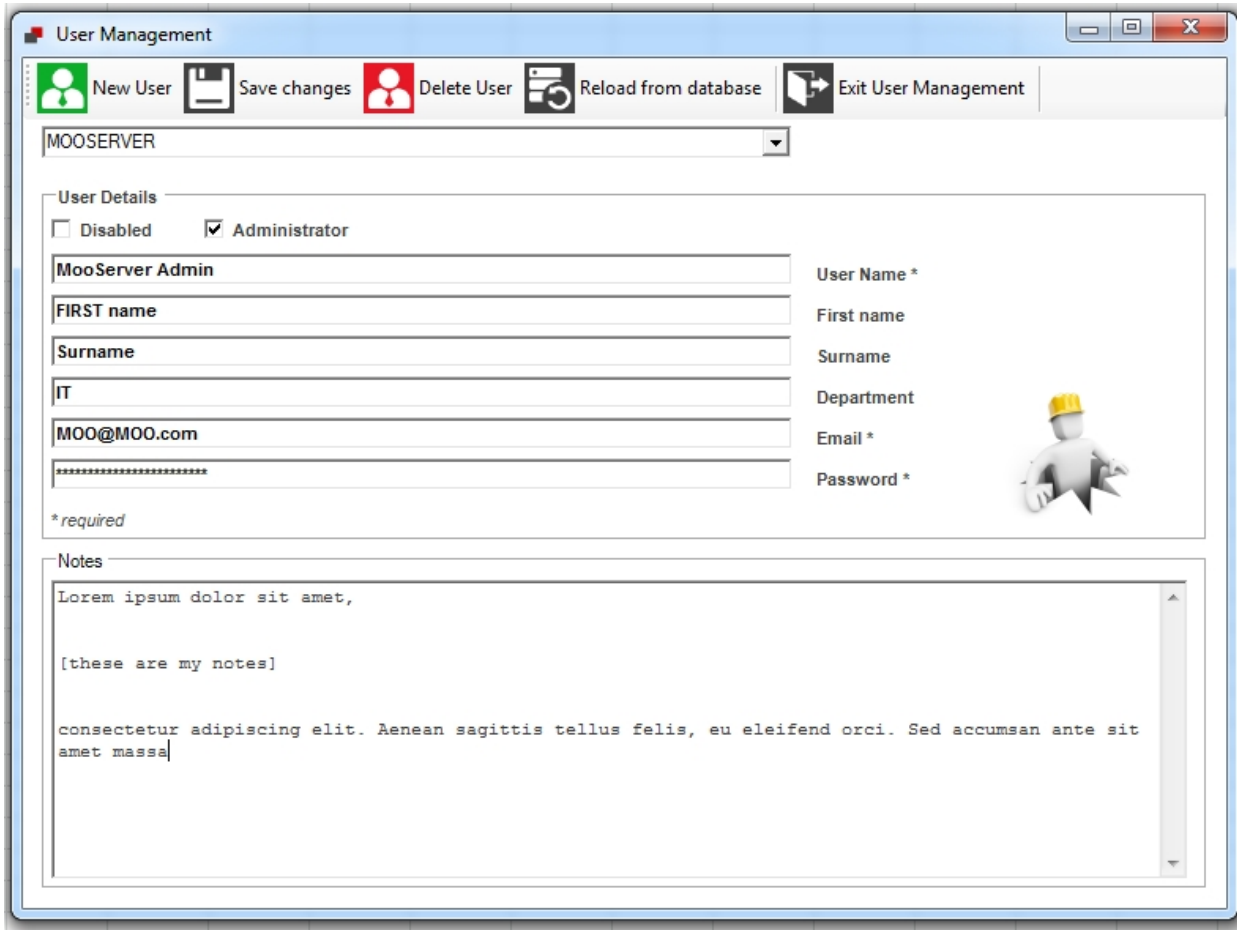 User Management
New User Save changes Delete User Reload from database Exit User Management
MOOSERVER
User Details
Disabled Administrator
MooServer Admin User Name *
FIRST name First name
Surname Surname
IT Department
MOO@MOO.com Email *
************************ Password *
* required
Notes
Lorem ipsum dolor sit amet,
[these are my notes]
consectetur adipiscing elit. Aenean sagittis tellus felis, eu eleifend orci. Sed accumsan ante sit
amet massa